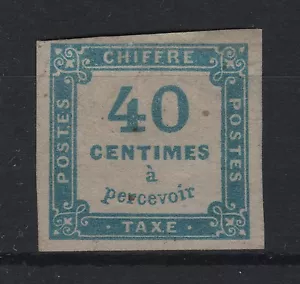 CHIFFRE
POSTES
40
CENTIMES
à
percevoir
POSTES
· TAXE ·